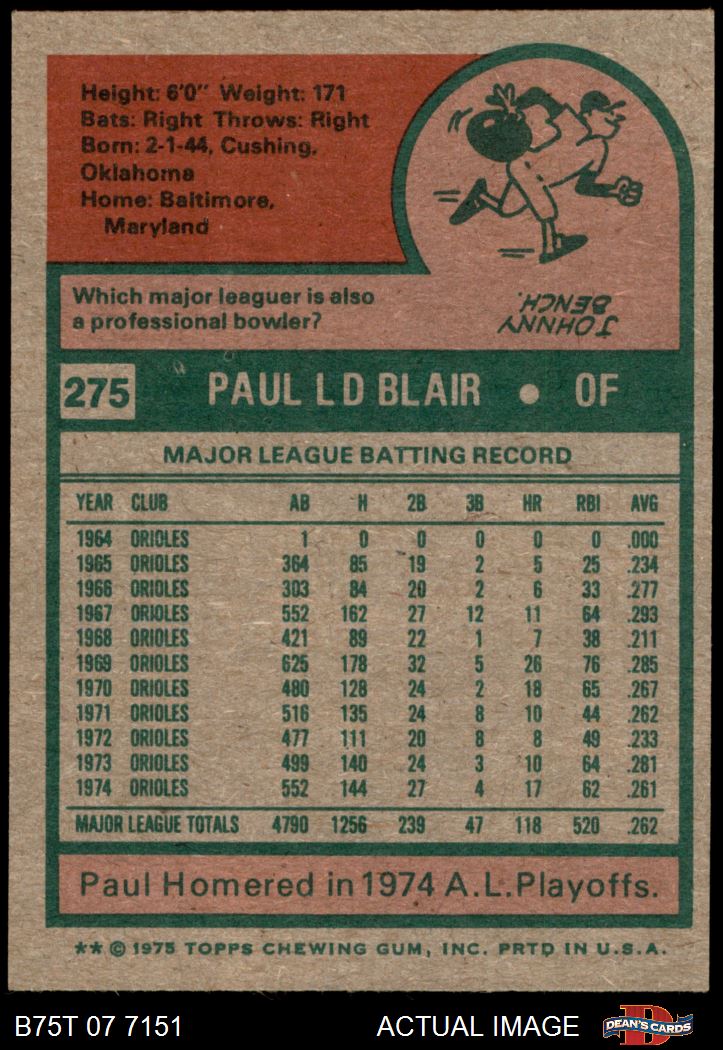 Height: 6'0" Weight: 171
Bats: Right Throws: Right
Born: 2-1-44, Cushing,
Oklahoma
Home: Baltimore,
Maryland
Which major leaguer is also
a professional bowler?
JOHNNY
BENCH.
275 PAUL L D BLAIR • OF
MAJOR LEAGUE BATTING RECORD
YEAR CLUB AB H 2B 3B HR RBI AVG
1964 ORIOLES 1 0 0 0 0 0 .000
1965 ORIOLES 364 85 19 2 5 25 .234
1966 ORIOLES 303 84 20 2 6 33 .277
1967 ORIOLES 552 162 27 12 11 64 .293
1968 ORIOLES 421 89 22 1 7 38 .211
1969 ORIOLES 625 178 32 5 26 76 .285
1970 ORIOLES 480 128 24 2 18 65 .267
1971 ORIOLES 516 135 24 8 10 44 .262
1972 ORIOLES 477 111 20 8 8 49 .233
1973 ORIOLES 499 140 24 3 10 64 .281
1974 ORIOLES 552 144 27 4 17 62 .261
MAJOR LEAGUE TOTALS 4790 1256 239 47 118 520 .262
Paul Homered in 1974 A.L. Playoffs.
** © 1975 TOPPS CHEWING GUM, INC. PRTD IN U.S.A.
B75T 07 7151 ACTUAL IMAGE
D
DEAN'S CARDS